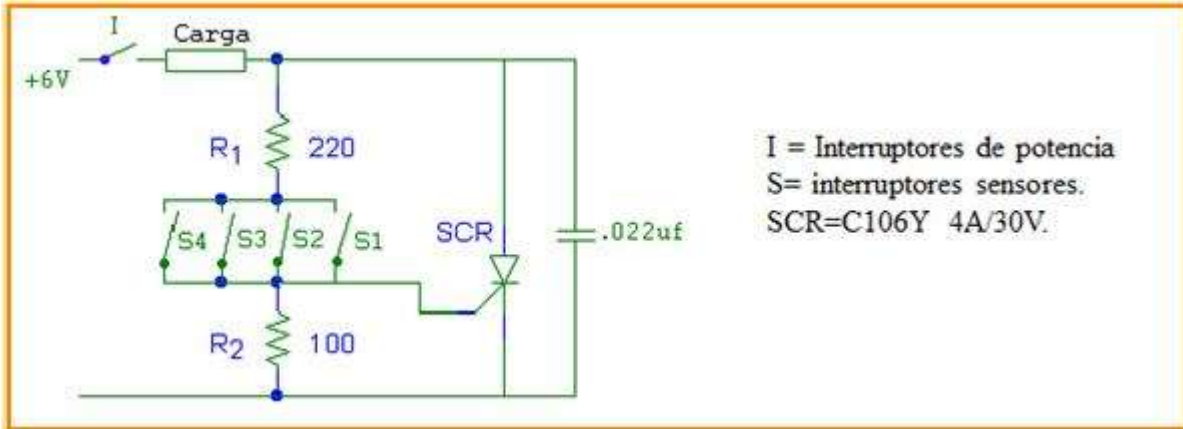 I
Carga
+6V
R1 220
S4 S3 S2 S1
SCR
.022uf
R2 100
I = Interruptores de potencia
S= interruptores sensores.
SCR=C106Y 4A/30V.